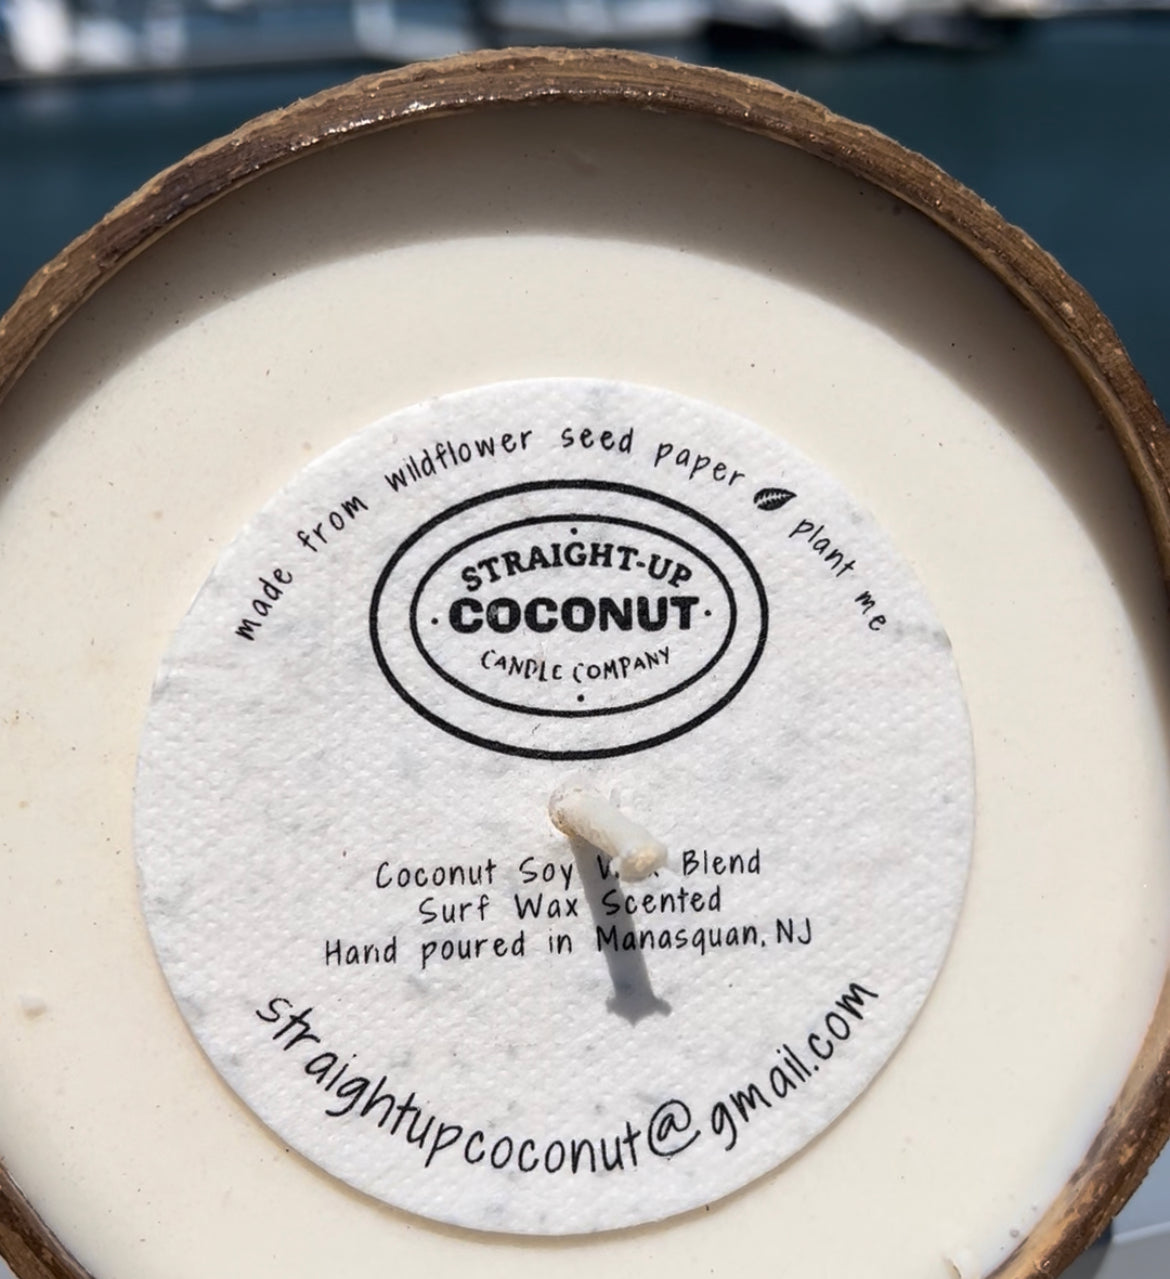 made from wildflower seed paper plant me
STRAIGHT-UP
COCONUT
CANDLE COMPANY
Coconut Soy Blend
Surf Wax Scented
Hand poured in Manasquan, NJ
straightupcoconut@gmail.com